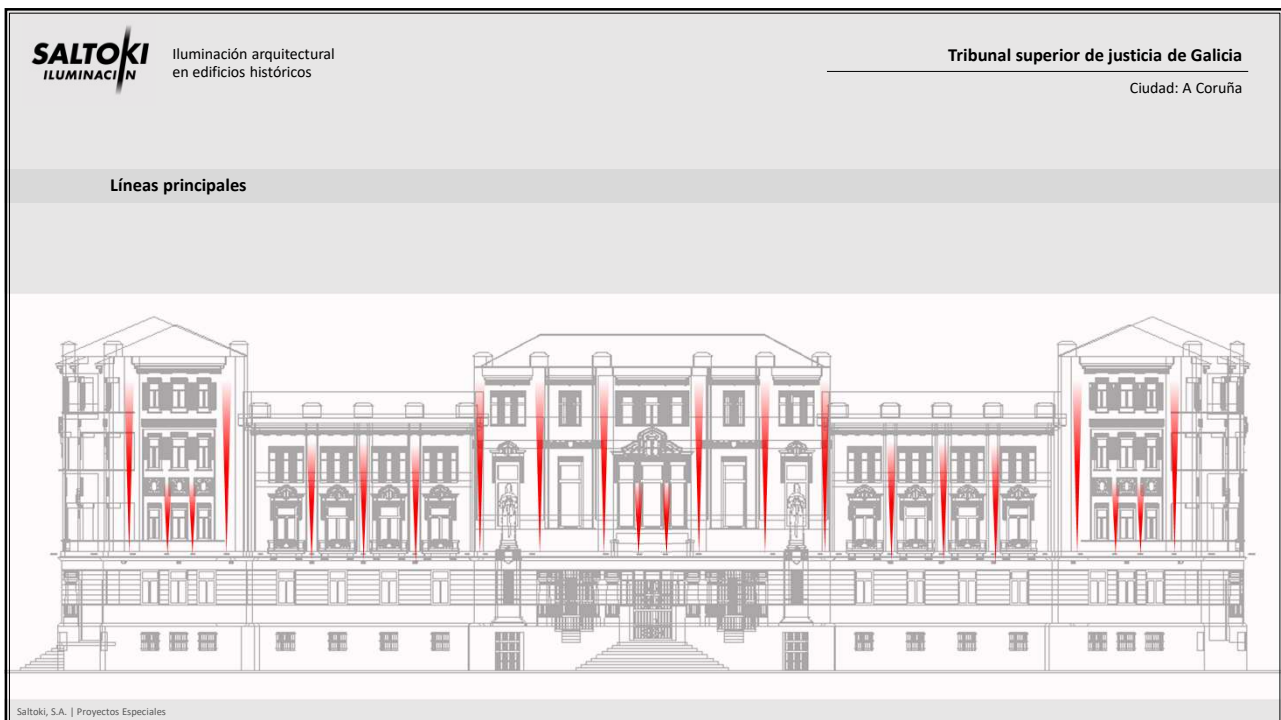 SALTOKI
ILUMINACIÓN
Iluminación arquitectural
en edificios históricos
Tribunal superior de justicia de Galicia
Ciudad: A Coruña
Líneas principales
Saltoki, S.A. | Proyectos Especiales